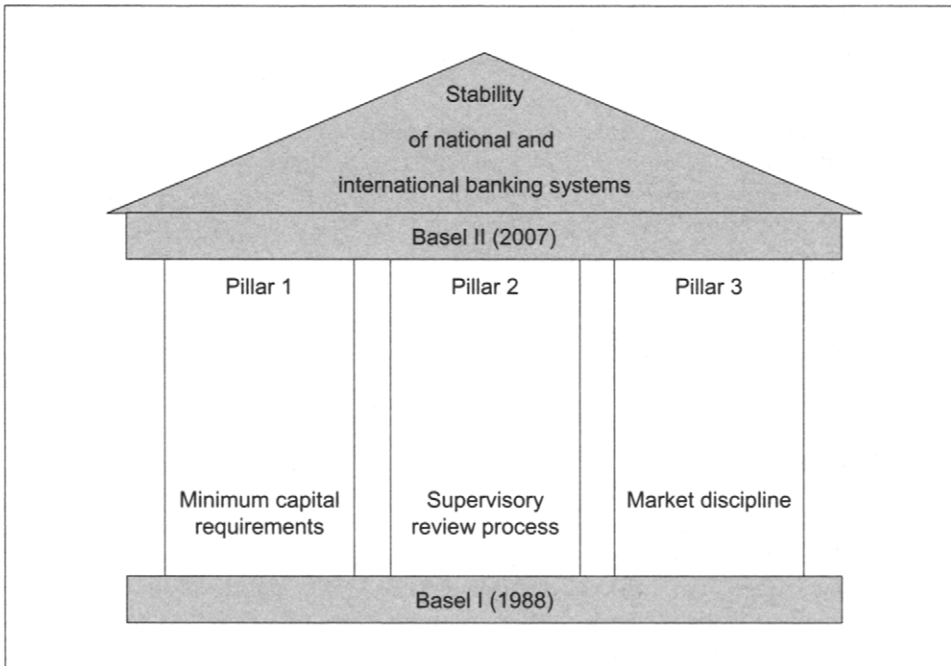 Stability
of national and
international banking systems
Basel II (2007)
Pillar 1
Pillar 2
Pillar 3
Minimum capital
requirements
Supervisory
review process
Market discipline
Basel I (1988)